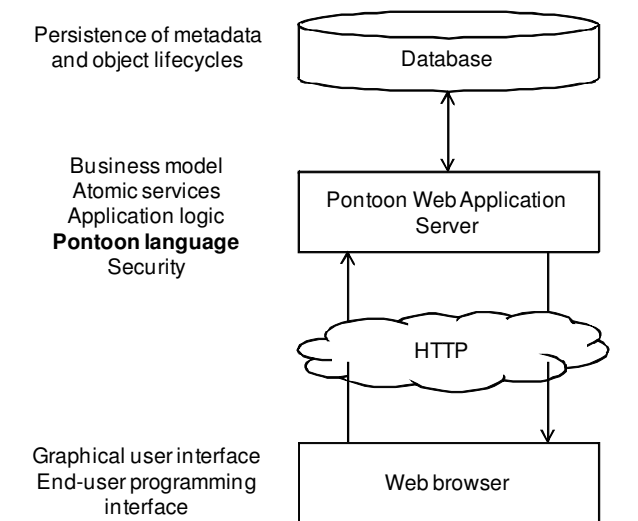 Persistence of metadata
and object lifecycles
Database
Business model
Atomic services
Application logic
Pontoon language
Security
Pontoon Web Application
Server
HTTP
Graphical user interface
End-user programming
interface
Web browser